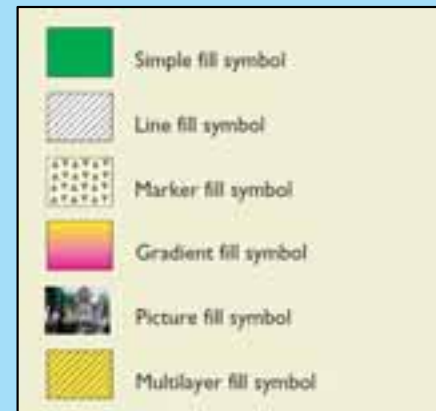 Simple fill symbol
Line fill symbol
Marker fill symbol
Gradient fill symbol
Picture fill symbol
Multilayer fill symbol